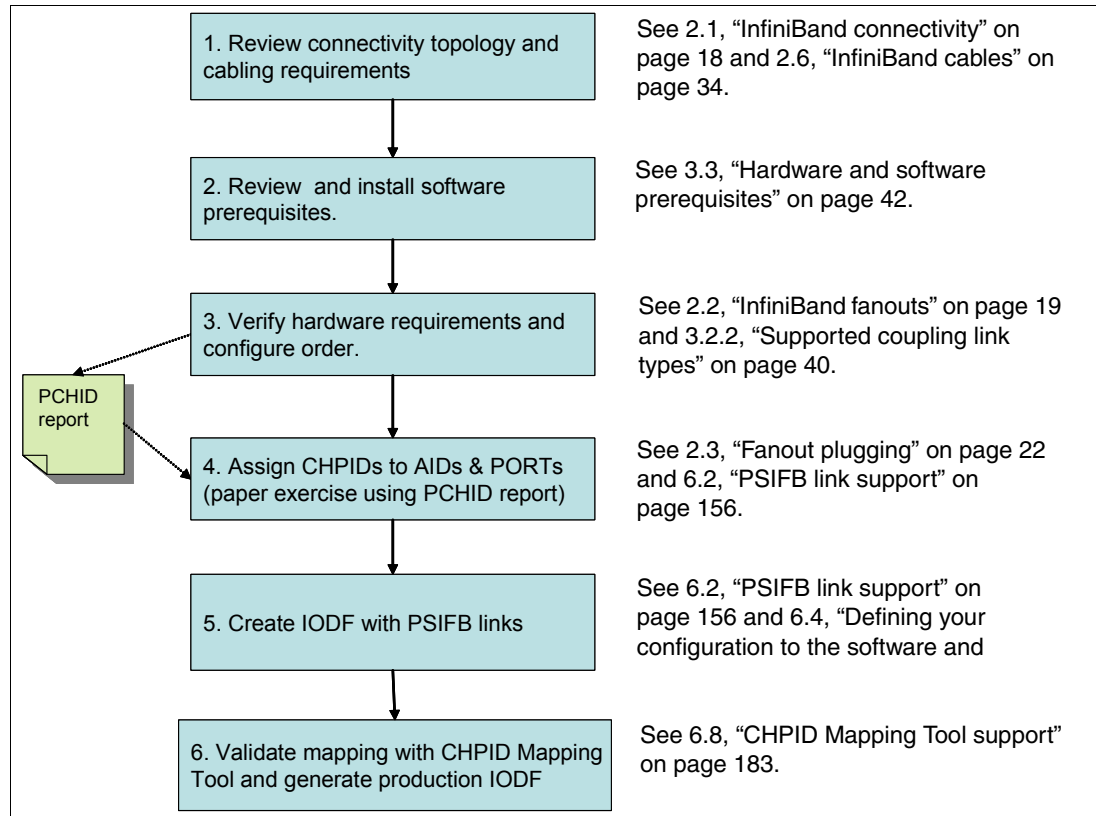 1. Review connectivity topology and
cabling requirements
See 2.1, “InfiniBand connectivity” on
page 18 and 2.6, “InfiniBand cables” on
page 34.
2. Review and install software
prerequisites.
See 3.3, “Hardware and software
prerequisites” on page 42.
3. Verify hardware requirements and
configure order.
See 2.2, “InfiniBand fanouts” on page 19
and 3.2.2, “Supported coupling link
types” on page 40.
PCHID
report
4. Assign CHPIDs to AIDs & PORTs
(paper exercise using PCHID report)
See 2.3, “Fanout plugging” on page 22
and 6.2, “PSIFB link support” on
page 156.
5. Create IODF with PSIFB links
See 6.2, “PSIFB link support” on
page 156 and 6.4, “Defining your
configuration to the software and
6. Validate mapping with CHPID Mapping
Tool and generate production IODF
See 6.8, “CHPID Mapping Tool support”
on page 183.